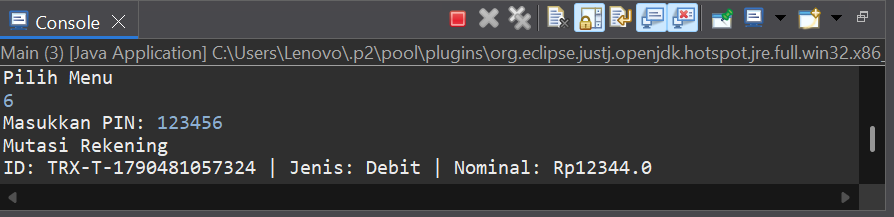 Console
Main (3) [Java Application] C:\Users\Lenovo\.p2\pool\plugins\org.eclipse.justj.openjdk.hotspot.jre.full.win32.x86_
Pilih Menu
6
Masukkan PIN: 123456
Mutasi Rekening
ID: TRX-T-1790481057324 | Jenis: Debit | Nominal: Rp12344.0